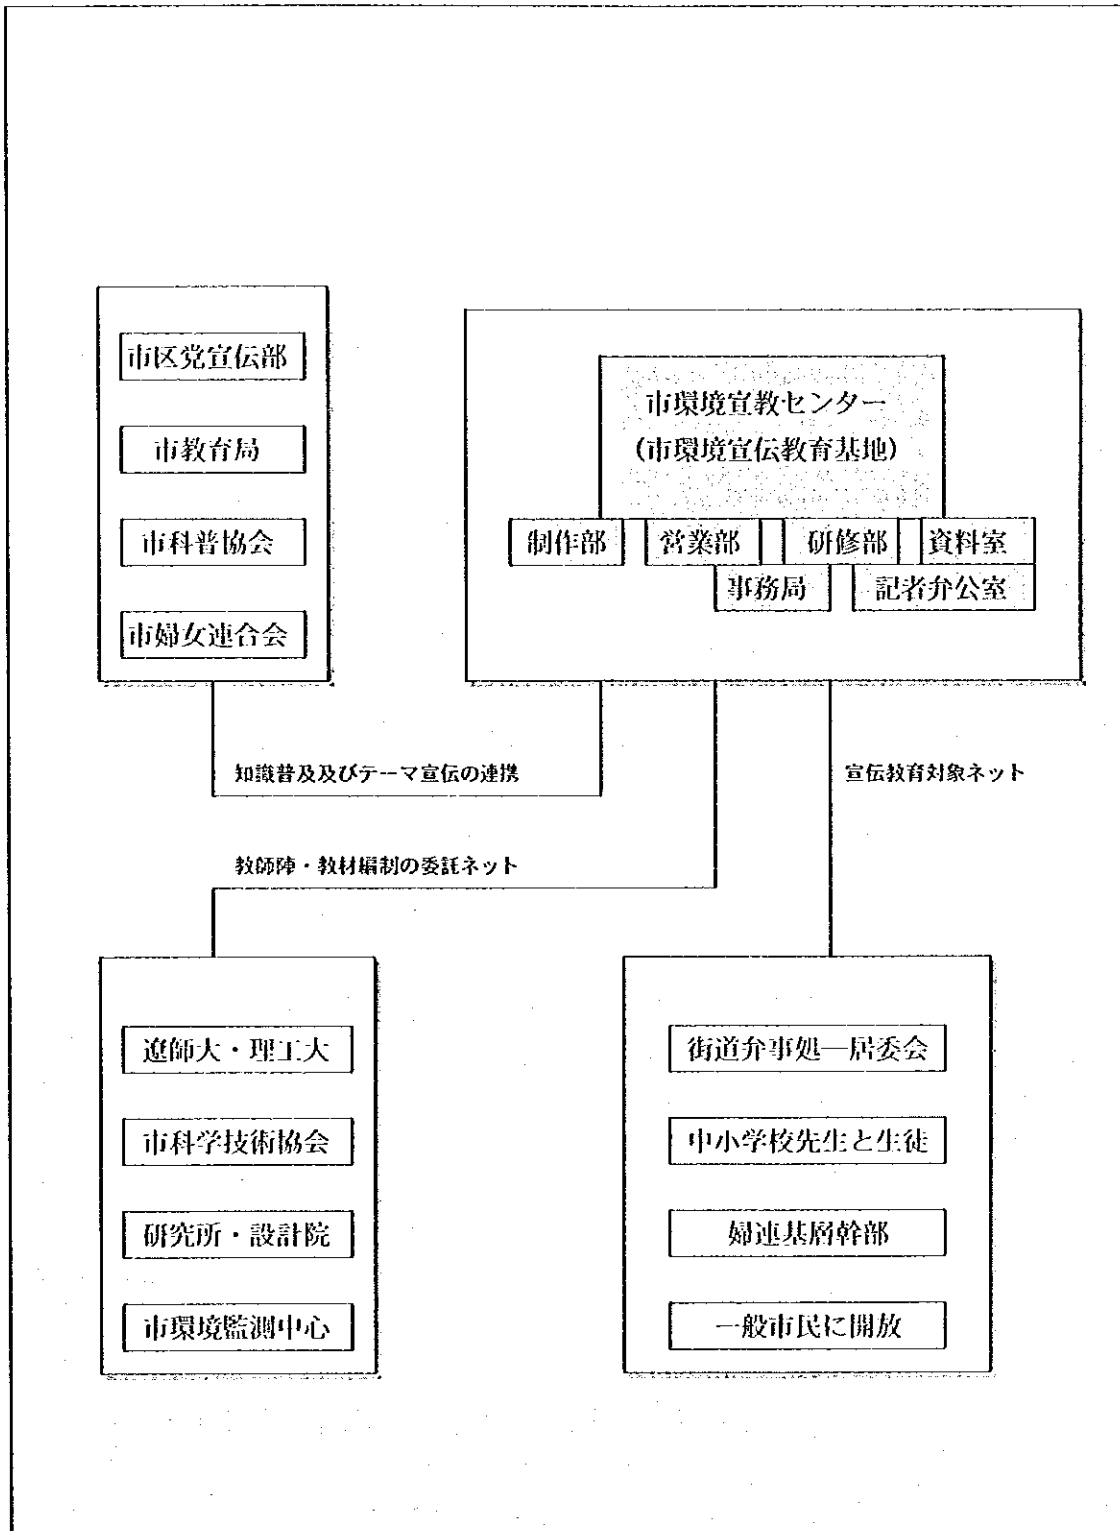 市区党宣伝部
市教育局
市科普協会
市婦女連合会
市環境宣教センター
(市環境宣伝教育基地)
制作部
営業部
研修部
資料室
事務局
記者弁公室
知識普及及びテーマ宣伝の連携
宣伝教育対象ネット
教師陣・教材編制の委託ネット
遼師大・理工大
市科学技術協会
研究所・設計院
市環境監測中心
街道弁事処―居委会
中小学校先生と生徒
婦連基層幹部
一般市民に開放